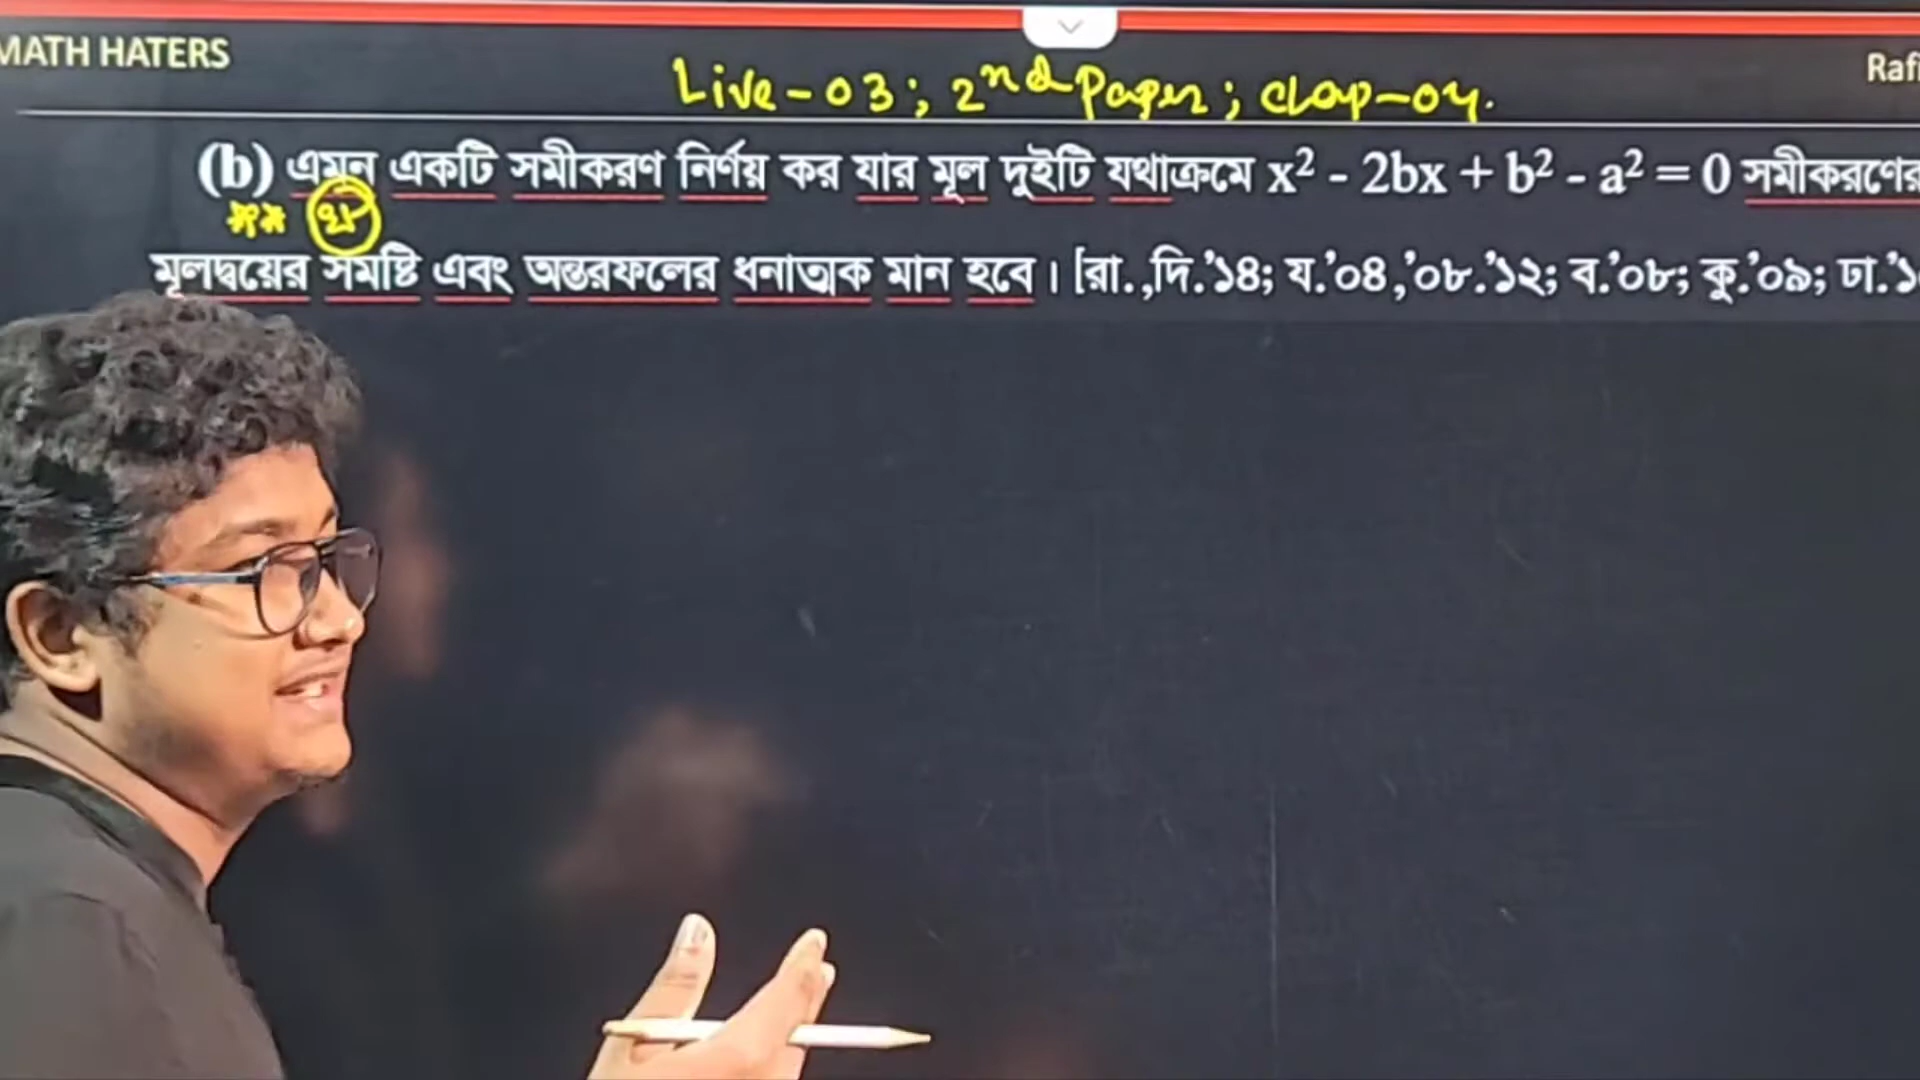 MATH HATERS
Live-03; 2nd Paper; chap-04.
(b) এমন একটি সমীকরণ নির্ণয় কর যার মূল দুইটি যথাক্রমে x² - 2bx + b² - a² = 0 সমীকরণের
** খ
মূলদ্বয়ের সমষ্টি এবং অন্তরফলের ধনাত্মক মান হবে। [রা.,দি.'১৪; য.'০৪,'০৮.'১২; ব.'০৮; কু.'০৯; ঢা.